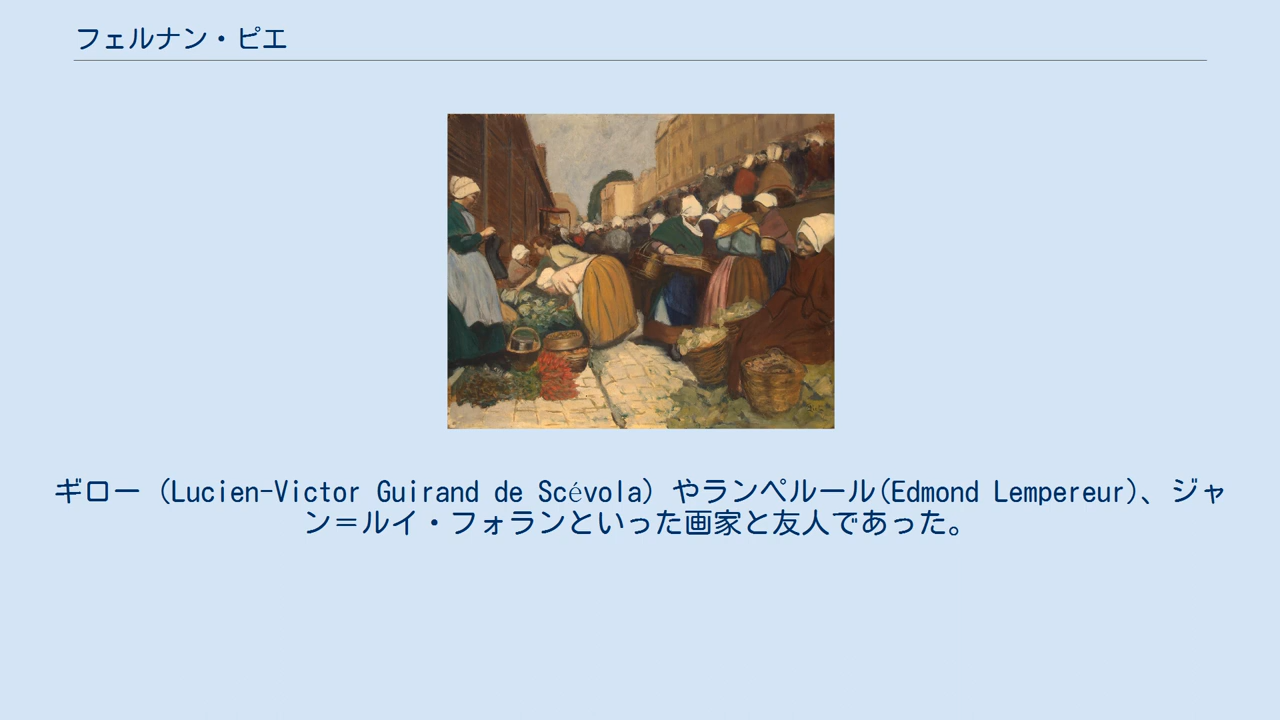 フェルナン・ピエ
ギロー (Lucien-Victor Guirand de Scévola) やランペルール(Edmond Lempereur)、ジャ
ン＝ルイ・フォランといった画家と友人であった。